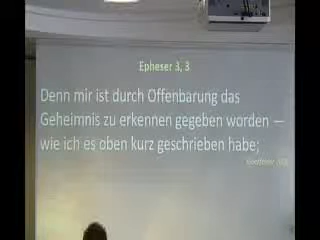 Epheser 3, 3
Denn mir ist durch Offenbarung das
Geheimnis zu erkennen gegeben worden —
wie ich es oben kurz geschrieben habe;